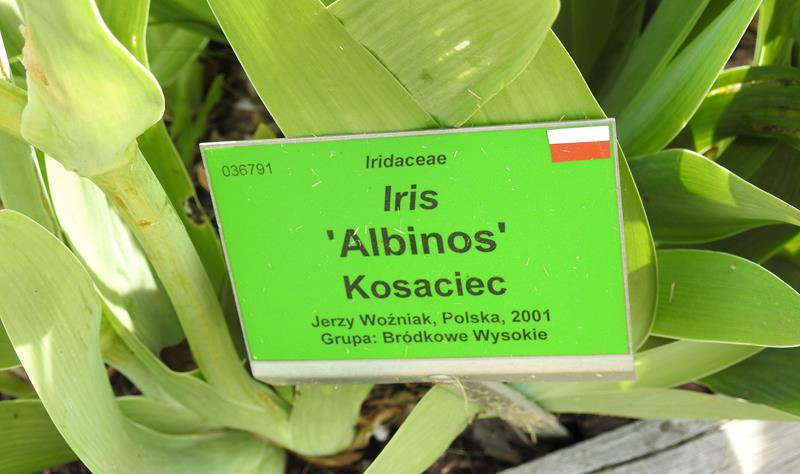 036791
Iridaceae
Iris
'Albinos'
Kosaciec
Jerzy Woźniak, Polska, 2001
Grupa: Bródkowe Wysokie